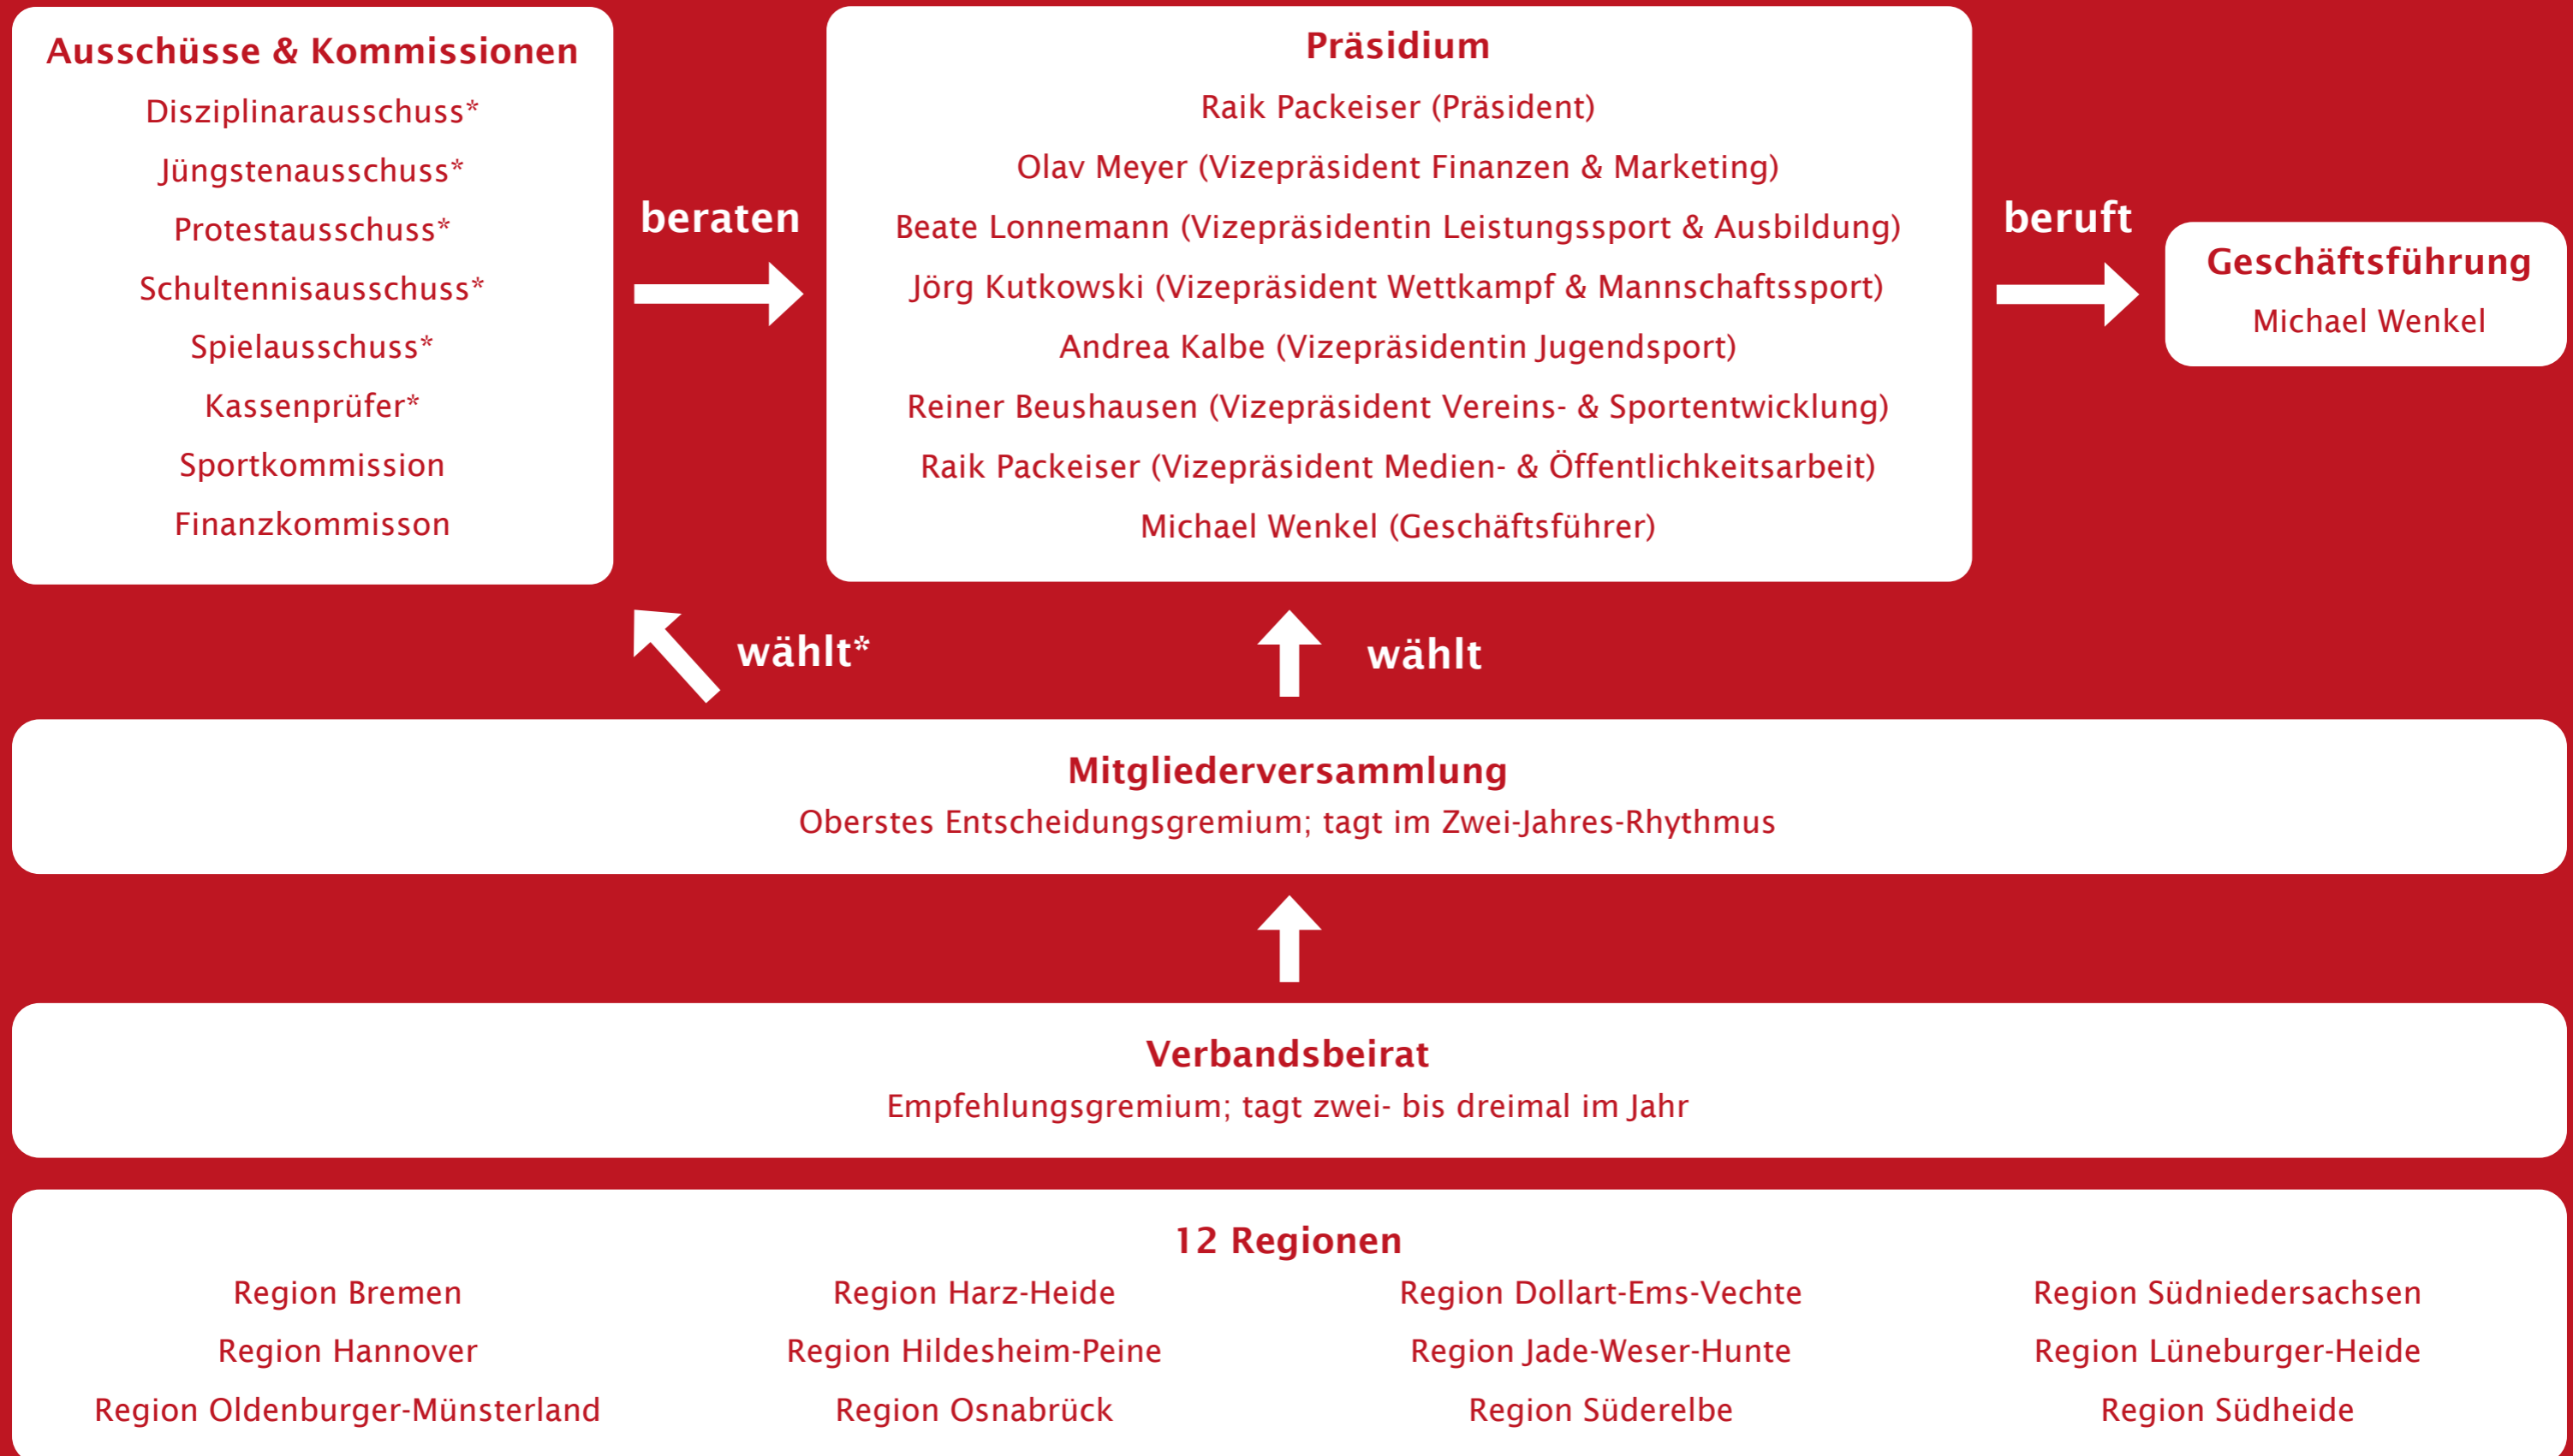 Ausschüsse & Kommissionen
Disziplinarausschuss*
Jüngstenausschuss*
Protestausschuss*
Schultennisausschuss*
Spielausschuss*
Kassenprüfer*
Sportkommission
Finanzkommisson
beraten
Präsidium
Raik Packeiser (Präsident)
Olav Meyer (Vizepräsident Finanzen & Marketing)
Beate Lonnemann (Vizepräsidentin Leistungssport & Ausbildung)
Jörg Kutkowski (Vizepräsident Wettkampf & Mannschaftssport)
Andrea Kalbe (Vizepräsidentin Jugendsport)
Reiner Beushausen (Vizepräsident Vereins- & Sportentwicklung)
Raik Packeiser (Vizepräsident Medien- & Öffentlichkeitsarbeit)
Michael Wenkel (Geschäftsführer)
beruft
Geschäftsführung
Michael Wenkel
wählt*
wählt
Mitgliederversammlung
Oberstes Entscheidungsgremium; tagt im Zwei-Jahres-Rhythmus
Verbandsbeirat
Empfehlungsgremium; tagt zwei- bis dreimal im Jahr
12 Regionen
Region Bremen
Region Harz-Heide
Region Dollart-Ems-Vechte
Region Südniedersachsen
Region Hannover
Region Hildesheim-Peine
Region Jade-Weser-Hunte
Region Lüneburger-Heide
Region Oldenburger-Münsterland
Region Osnabrück
Region Süderelbe
Region Südheide